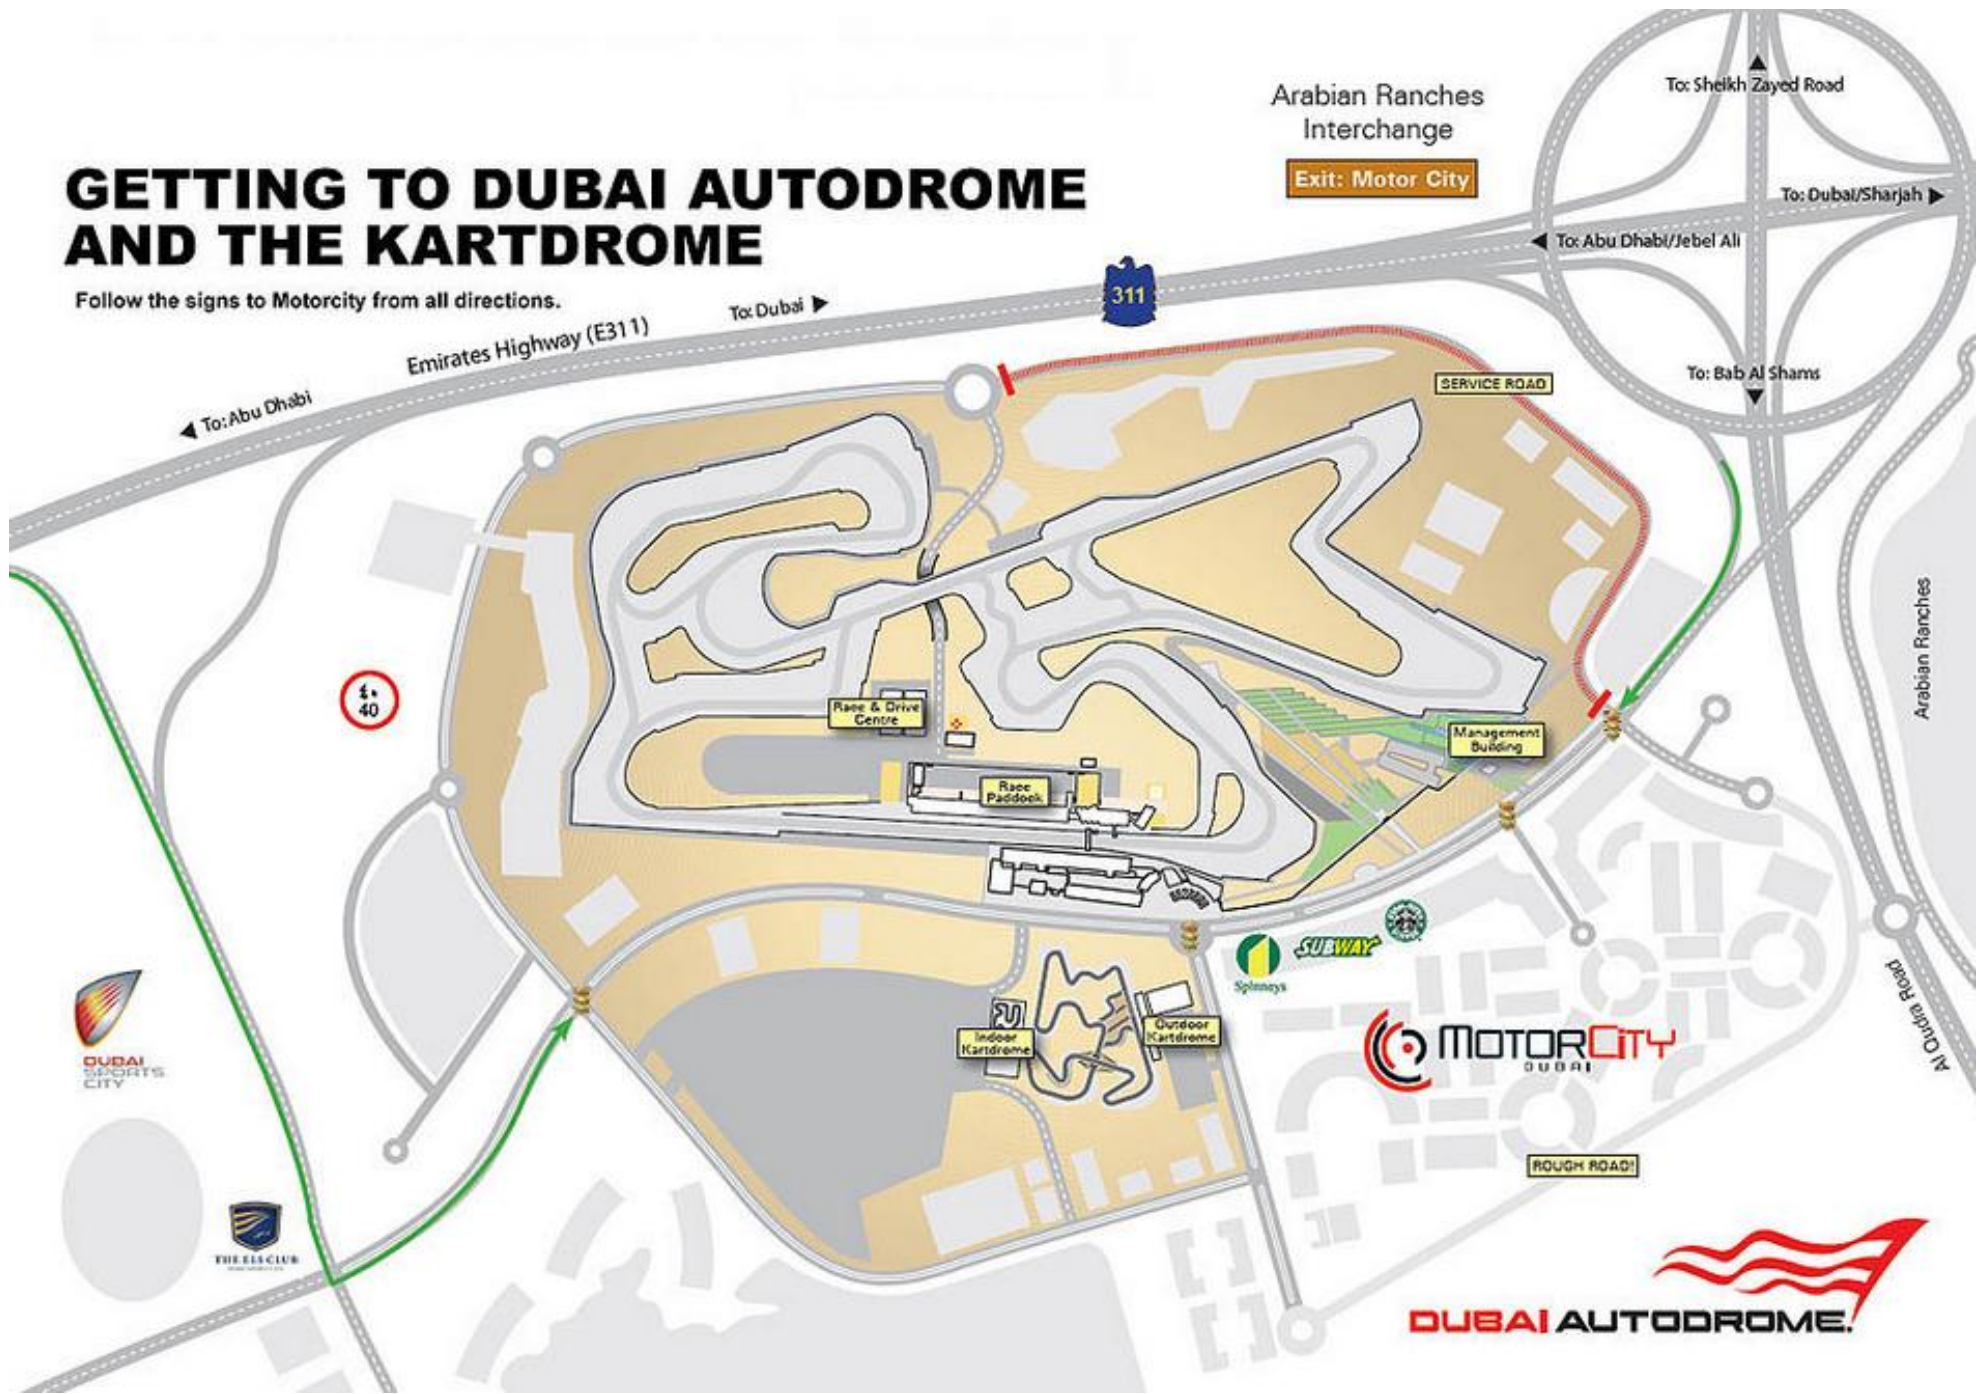 GETTING TO DUBAI AUTODROME
AND THE KARTDROME
Follow the signs to Motorcity from all directions.
Arabian Ranches
Interchange
Exit: Motor City
To: Sheikh Zayed Road
To: Dubai/Sharjah
To: Abu Dhabi/Jebel Ali
To: Bab Al Shams
311
To: Dubai
Emirates Highway (E311)
To: Abu Dhabi
SERVICE ROAD
Arabian Ranches
40
Race & Drive
Centre
Management
Building
Race
Paddock
SUBWAY
Spinneys
Indoor
Kartdrome
Outdoor
Kartdrome
MOTORCITY
DUBAI
Al Qudra Road
DUBAI
SPORTS
CITY
ROUGH ROAD!
THE ELS CLUB
DUBAI AUTODROME